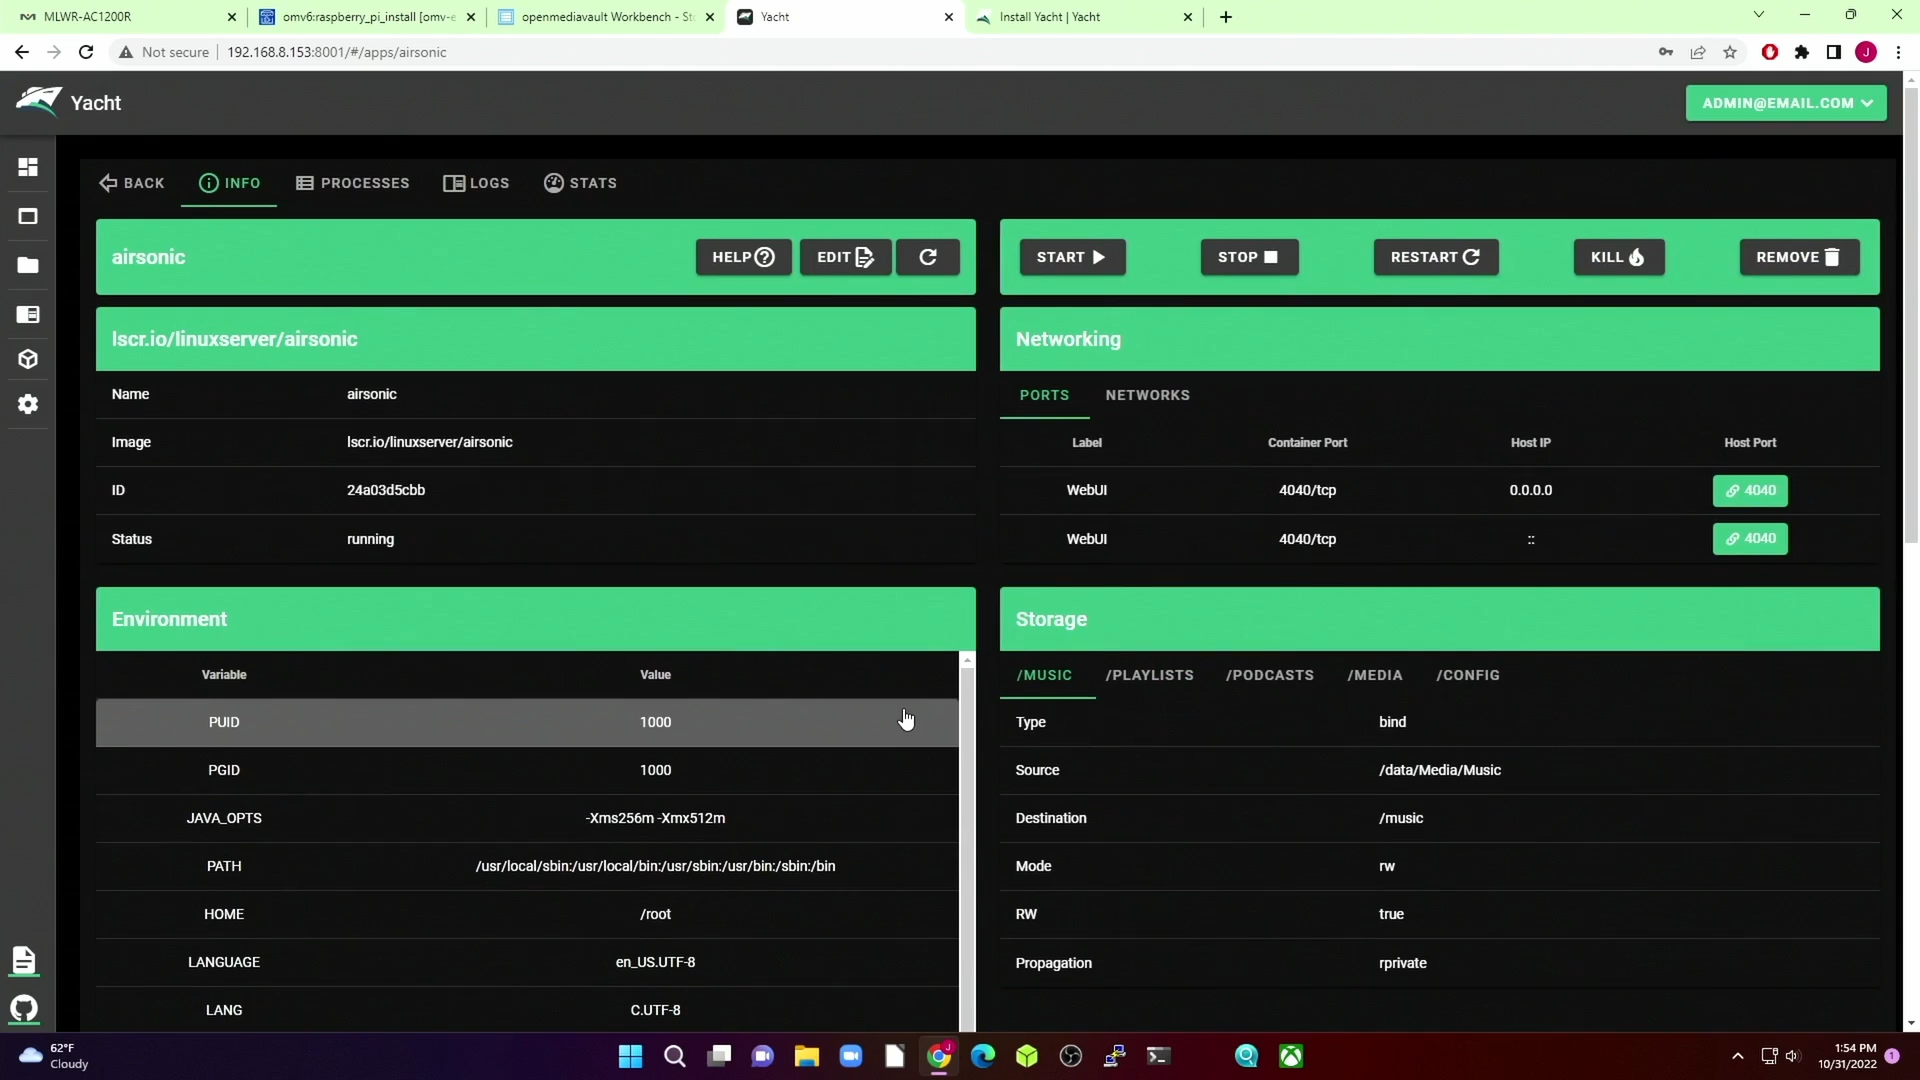 MLWR-AC1200R
omv6:raspberry_pi_install [omv-e
openmediavault Workbench - St
Yacht
Install Yacht | Yacht
Not secure
192.168.8.153:8001/#/apps/airsonic
J
Yacht
ADMIN@EMAIL.COM
BACK
INFO
PROCESSES
LOGS
STATS
airsonic
HELP
EDIT
START
STOP
RESTART
KILL
REMOVE
lscr.io/linuxserver/airsonic
Name airsonic
Image lscr.io/linuxserver/airsonic
ID 24a03d5cbb
Status running
Networking
PORTS NETWORKS
Label Container Port Host IP Host Port
WebUI 4040/tcp 0.0.0.0 4040
WebUI 4040/tcp :: 4040
Environment
Variable Value
PUID 1000
PGID 1000
JAVA_OPTS -Xms256m -Xmx512m
PATH /usr/local/sbin:/usr/local/bin:/usr/sbin:/usr/bin:/sbin:/bin
HOME /root
LANGUAGE en_US.UTF-8
LANG C.UTF-8
Storage
/MUSIC /PLAYLISTS /PODCASTS /MEDIA /CONFIG
Type bind
Source /data/Media/Music
Destination /music
Mode rw
RW true
Propagation rprivate
62°F
Cloudy
1:54 PM
10/31/2022
1